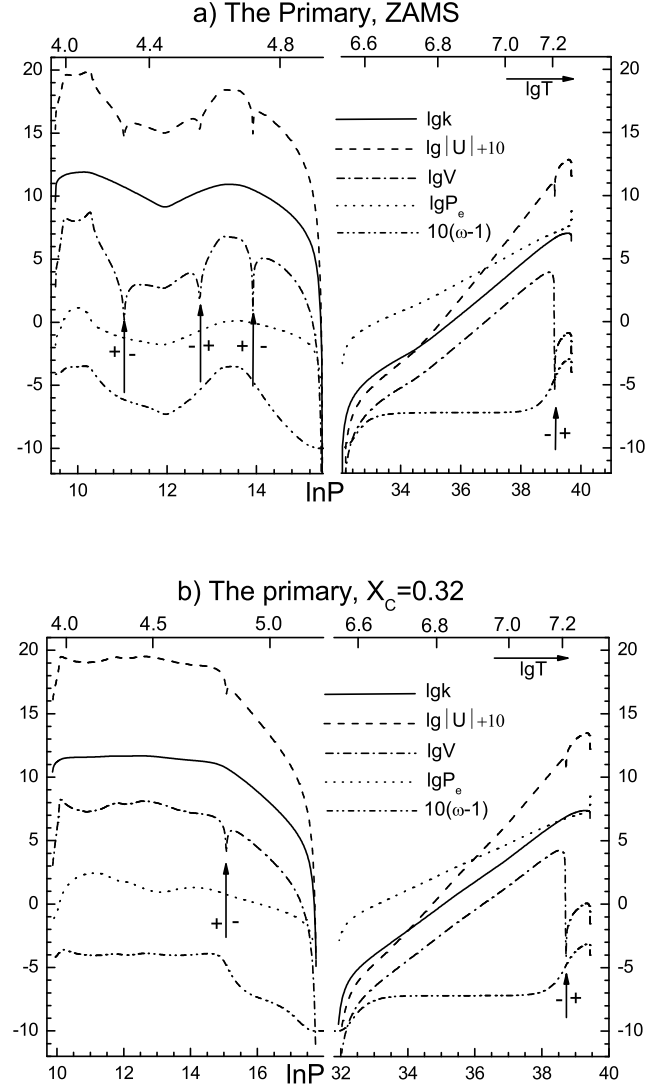 a) The Primary, ZAMS
4.0 4.4 4.8 6.6 6.8 7.0 7.2
lgT
20 20
15 15
10 10
5 5
0 0
-5 -5
-10 -10
lgk
lg|U|+10
lgV
lgPe
10(ω-1)
+ - - + + - - +
10 12 14 lnP 34 36 38 40
b) The primary, XC=0.32
4.0 4.5 5.0 6.6 6.8 7.0 7.2
lgT
20 20
15 15
10 10
5 5
0 0
-5 -5
-10 -10
lgk
lg|U|+10
lgV
lgPe
10(ω-1)
+ - - +
10 12 14 16 lnP 32 34 36 38 40